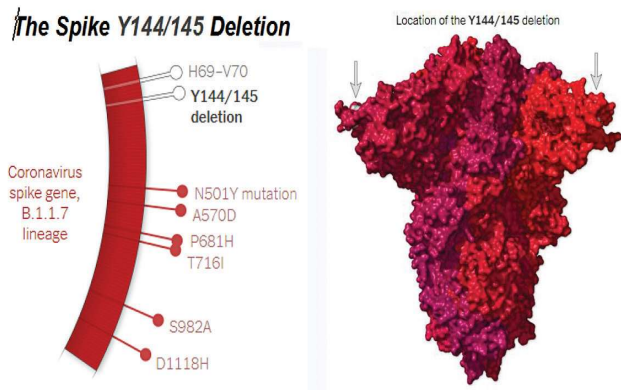 The Spike Y144/145 Deletion
H69–V70
Y144/145
deletion
Coronavirus
spike gene,
B.1.1.7
lineage
N501Y mutation
A570D
P681H
T716I
S982A
D1118H
Location of the Y144/145 deletion